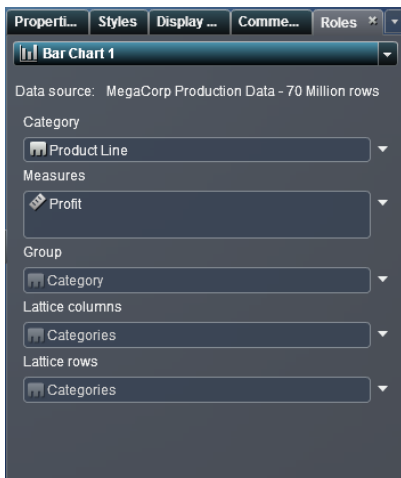 Properti... Styles Display ... Comme... Roles
Bar Chart 1
Data source: MegaCorp Production Data - 70 Million rows
Category
Product Line
Measures
Profit
Group
Category
Lattice columns
Categories
Lattice rows
Categories